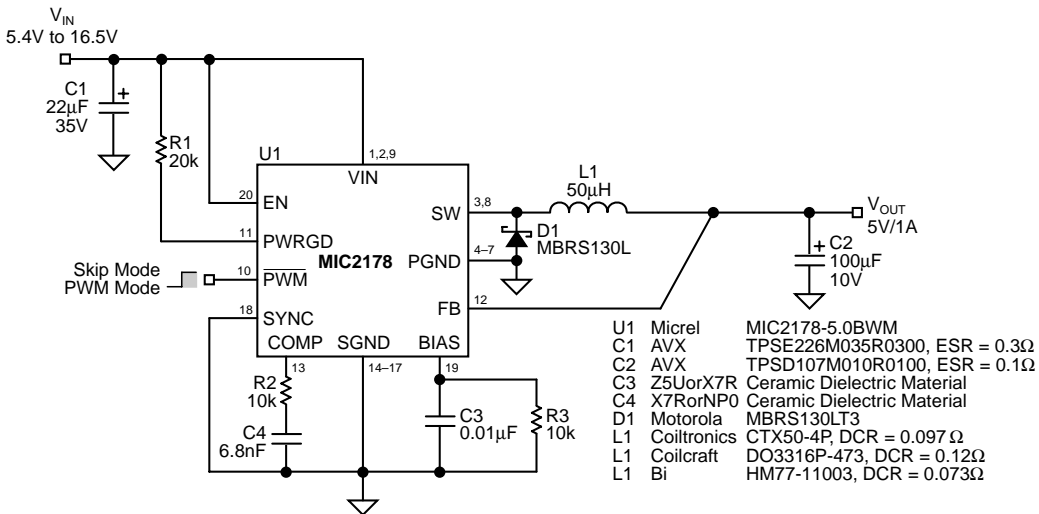 VIN
5.4V to 16.5V
C1
22µF
35V
+
R1
20k
U1
1,2,9
VIN
20
EN
11
PWRGD
MIC2178
Skip Mode
PWM Mode
10
PWM
18
SYNC
COMP
SGND
BIAS
SW
3,8
PGND
4–7
FB
12
L1
50µH
D1
MBRS130L
VOUT
5V/1A
+
C2
100µF
10V
13
14–17
19
R2
10k
C4
6.8nF
C3
0.01µF
R3
10k
U1 Micrel MIC2178-5.0BWM
C1 AVX TPSE226M035R0300, ESR = 0.3Ω
C2 AVX TPSD107M010R0100, ESR = 0.1Ω
C3 Z5UorX7R Ceramic Dielectric Material
C4 X7RorNP0 Ceramic Dielectric Material
D1 Motorola MBRS130LT3
L1 Coiltronics CTX50-4P, DCR = 0.097Ω
L1 Coilcraft DO3316P-473, DCR = 0.12Ω
L1 Bi HM77-11003, DCR = 0.073Ω